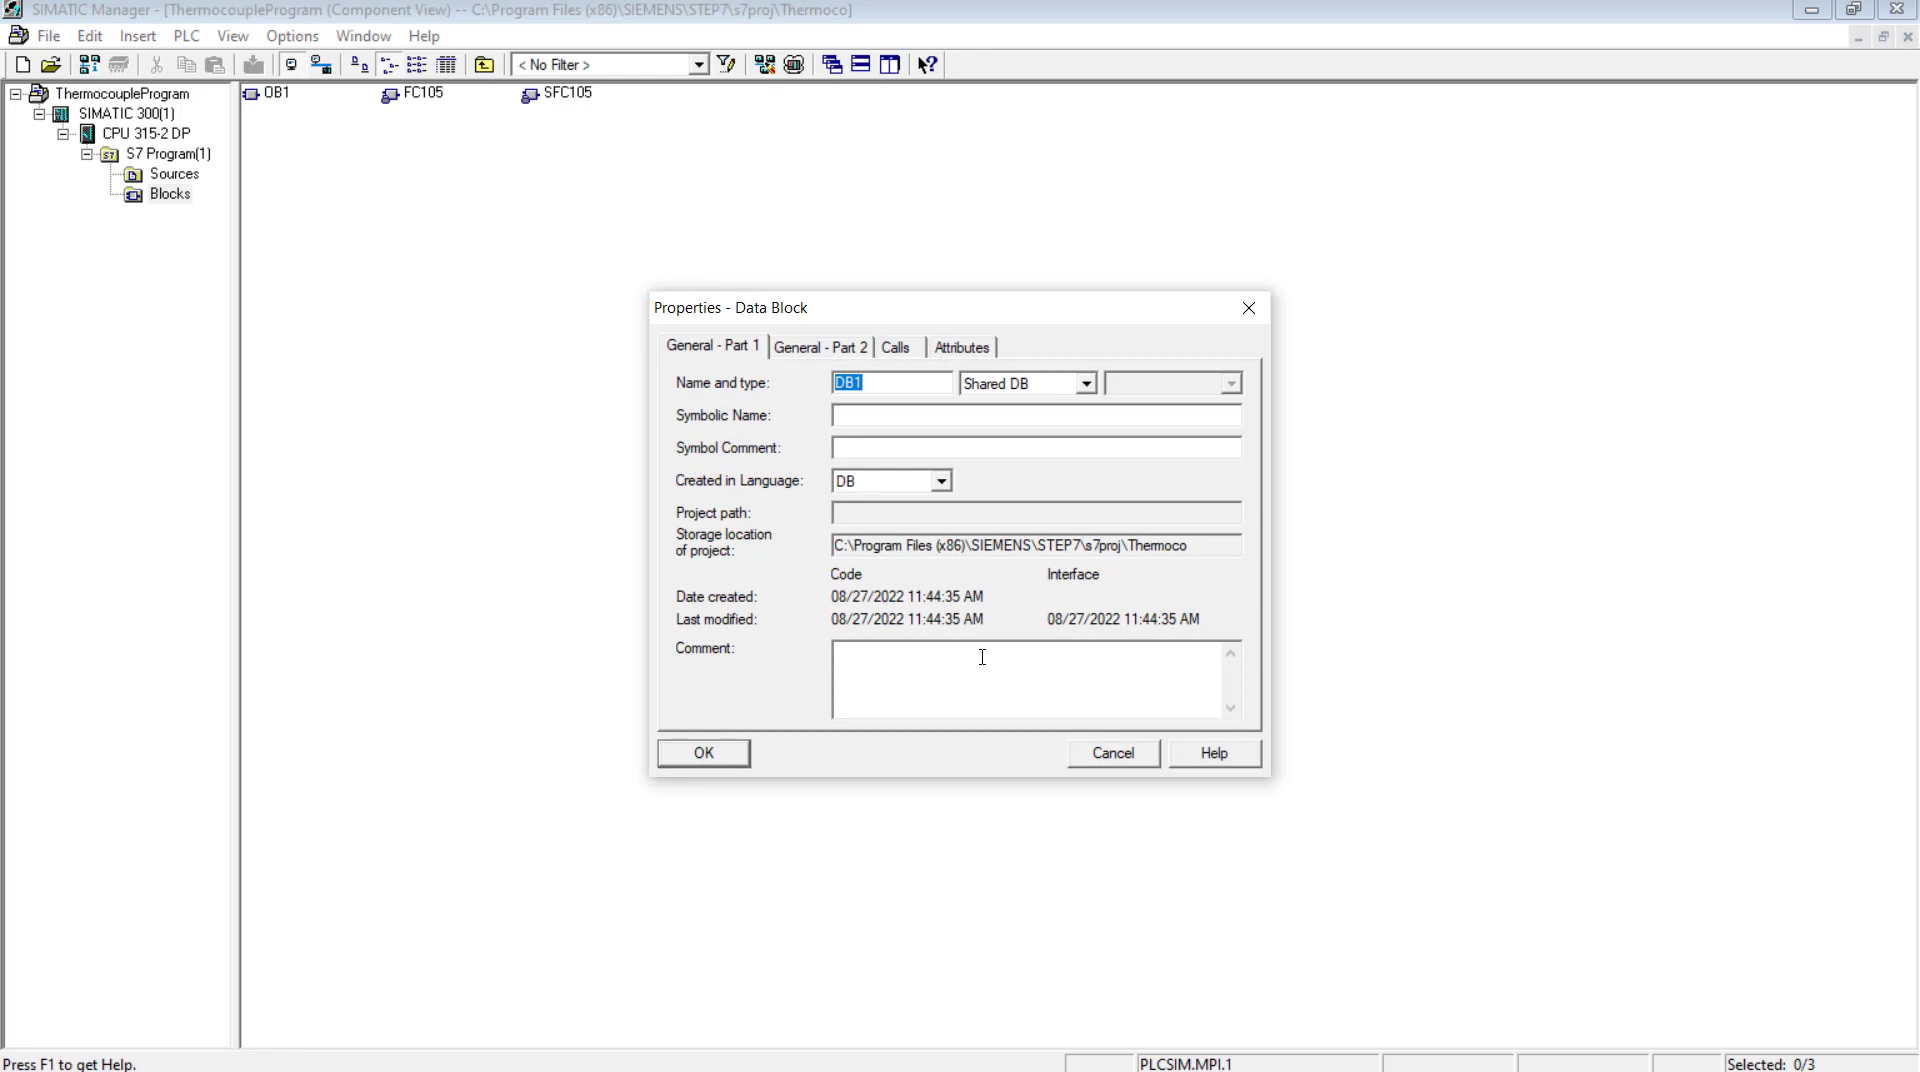 SIMATIC Manager - [ThermocoupleProgram (Component View) -- C:\Program Files (x86)\SIEMENS\STEP7\s7proj\Thermoco]
File Edit Insert PLC View Options Window Help
< No Filter >
ThermocoupleProgram
SIMATIC 300(1)
CPU 315-2 DP
S7 Program(1)
Sources
Blocks
OB1 FC105 SFC105
Properties - Data Block
General - Part 1 General - Part 2 Calls Attributes
Name and type: DB1 Shared DB
Symbolic Name:
Symbol Comment:
Created in Language: DB
Project path:
Storage location
of project: C:\Program Files (x86)\SIEMENS\STEP7\s7proj\Thermoco
Code Interface
Date created: 08/27/2022 11:44:35 AM
Last modified: 08/27/2022 11:44:35 AM 08/27/2022 11:44:35 AM
Comment:
OK Cancel Help
Press F1 to get Help. PLCSIM.MPI.1 Selected: 0/3